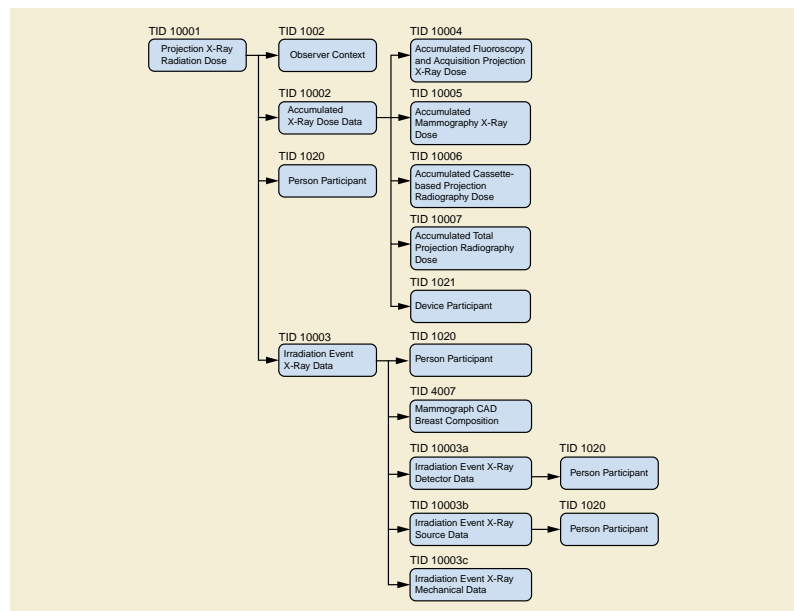 TID 10001
Projection X-Ray
Radiation Dose
TID 1002
Observer Context
TID 10002
Accumulated
X-Ray Dose Data
TID 1020
Person Participant
TID 10004
Accumulated Fluoroscopy
and Acquisition Projection
X-Ray Dose
TID 10005
Accumulated
Mammography X-Ray
Dose
TID 10006
Accumulated Cassette-
based Projection
Radiography Dose
TID 10007
Accumulated Total
Projection Radiography
Dose
TID 1021
Device Participant
TID 10003
Irradiation Event
X-Ray Data
TID 1020
Person Participant
TID 4007
Mammograph CAD
Breast Composition
TID 10003a
Irradiation Event X-Ray
Detector Data
TID 1020
Person Participant
TID 10003b
Irradiation Event X-Ray
Source Data
TID 1020
Person Participant
TID 10003c
Irradiation Event X-Ray
Mechanical Data